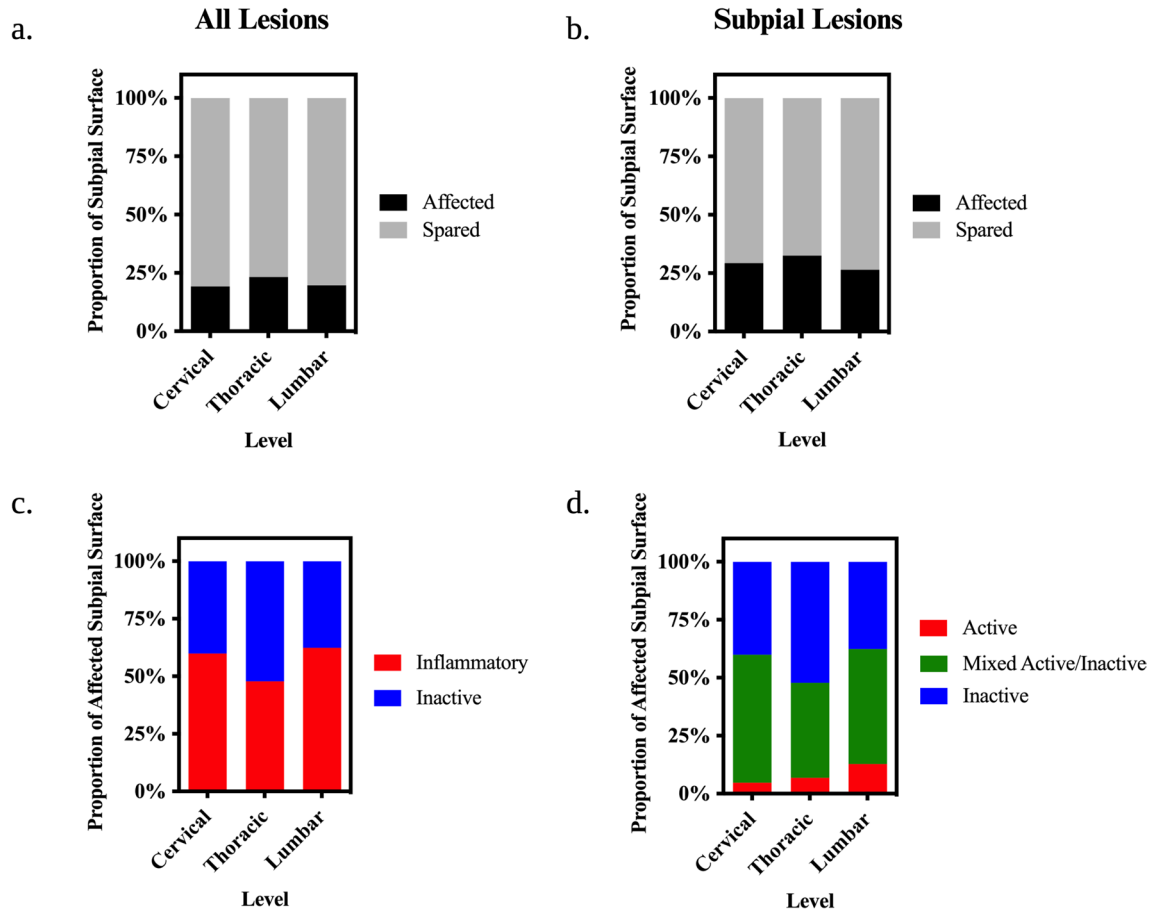 a.
All Lesions
Proportion of Subpial Surface
100%
75%
50%
25%
0%
Cervical
Thoracic
Lumbar
Level
Affected
Spared
b.
Subpial Lesions
Proportion of Subpial Surface
100%
75%
50%
25%
0%
Cervical
Thoracic
Lumbar
Level
Affected
Spared
c.
Proportion of Affected Subpial Surface
100%
75%
50%
25%
0%
Cervical
Thoracic
Lumbar
Level
Inflammatory
Inactive
d.
Proportion of Affected Subpial Surface
100%
75%
50%
25%
0%
Cervical
Thoracic
Lumbar
Level
Active
Mixed Active/Inactive
Inactive